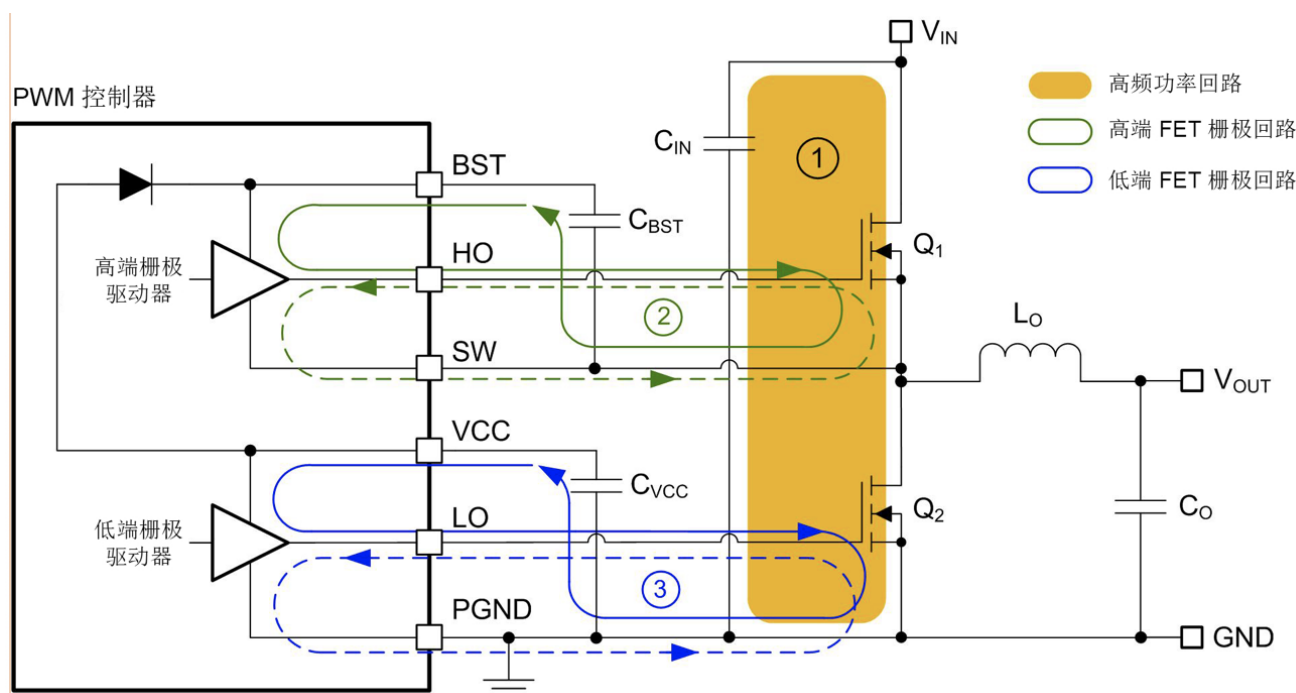 V_IN
PWM 控制器
高频功率回路
高端 FET 栅极回路
低端 FET 栅极回路
C_IN
1
BST
C_BST
HO
Q_1
高端栅极
驱动器
2
SW
L_O
V_OUT
VCC
C_VCC
LO
Q_2
C_O
低端栅极
驱动器
3
PGND
GND